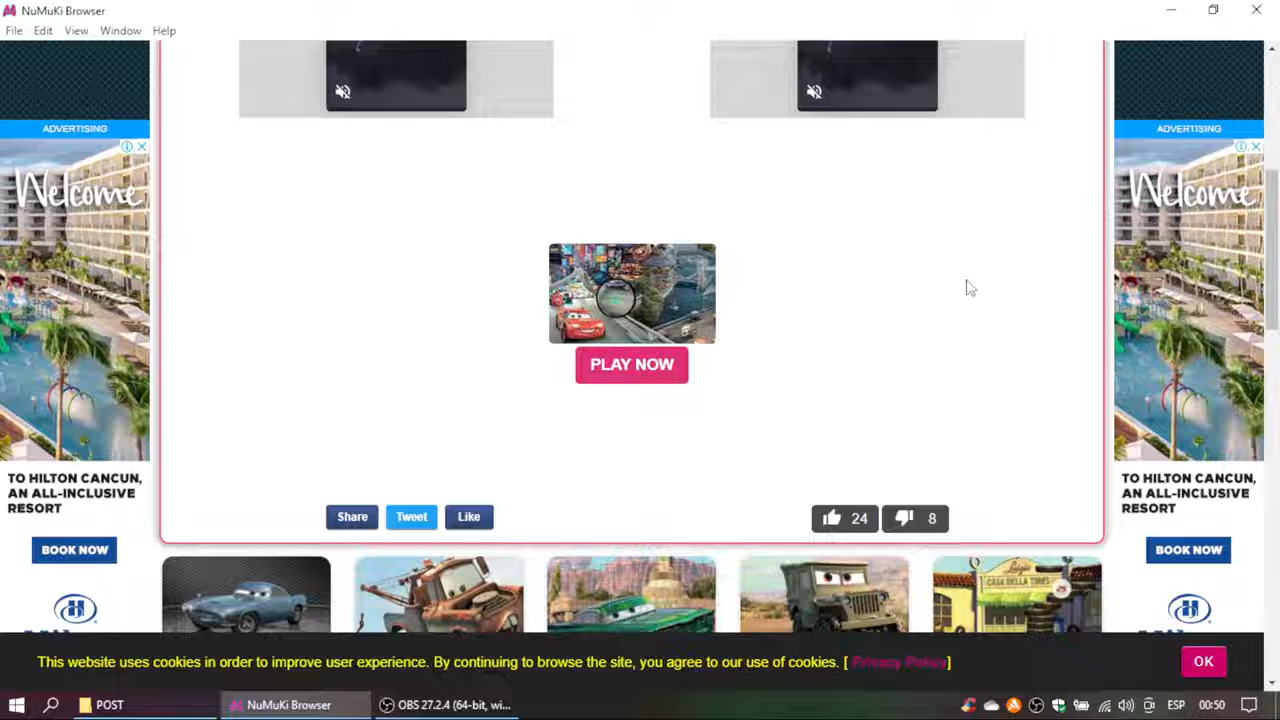 NuMuKi Browser
File Edit View Window Help
ADVERTISING
ADVERTISING
Welcome
Welcome
PLAY NOW
TO HILTON CANCUN,
AN ALL-INCLUSIVE
RESORT
TO HILTON CANCUN,
AN ALL-INCLUSIVE
RESORT
BOOK NOW
BOOK NOW
Share Tweet Like
24 8
CASA DELLA TIRES
This website uses cookies in order to improve user experience. By continuing to browse the site, you agree to our use of cookies. [ Privacy Policy]
OK
POST
NuMuKi Browser
OBS 27.2.4 (64-bit, wi...
ESP
00:50